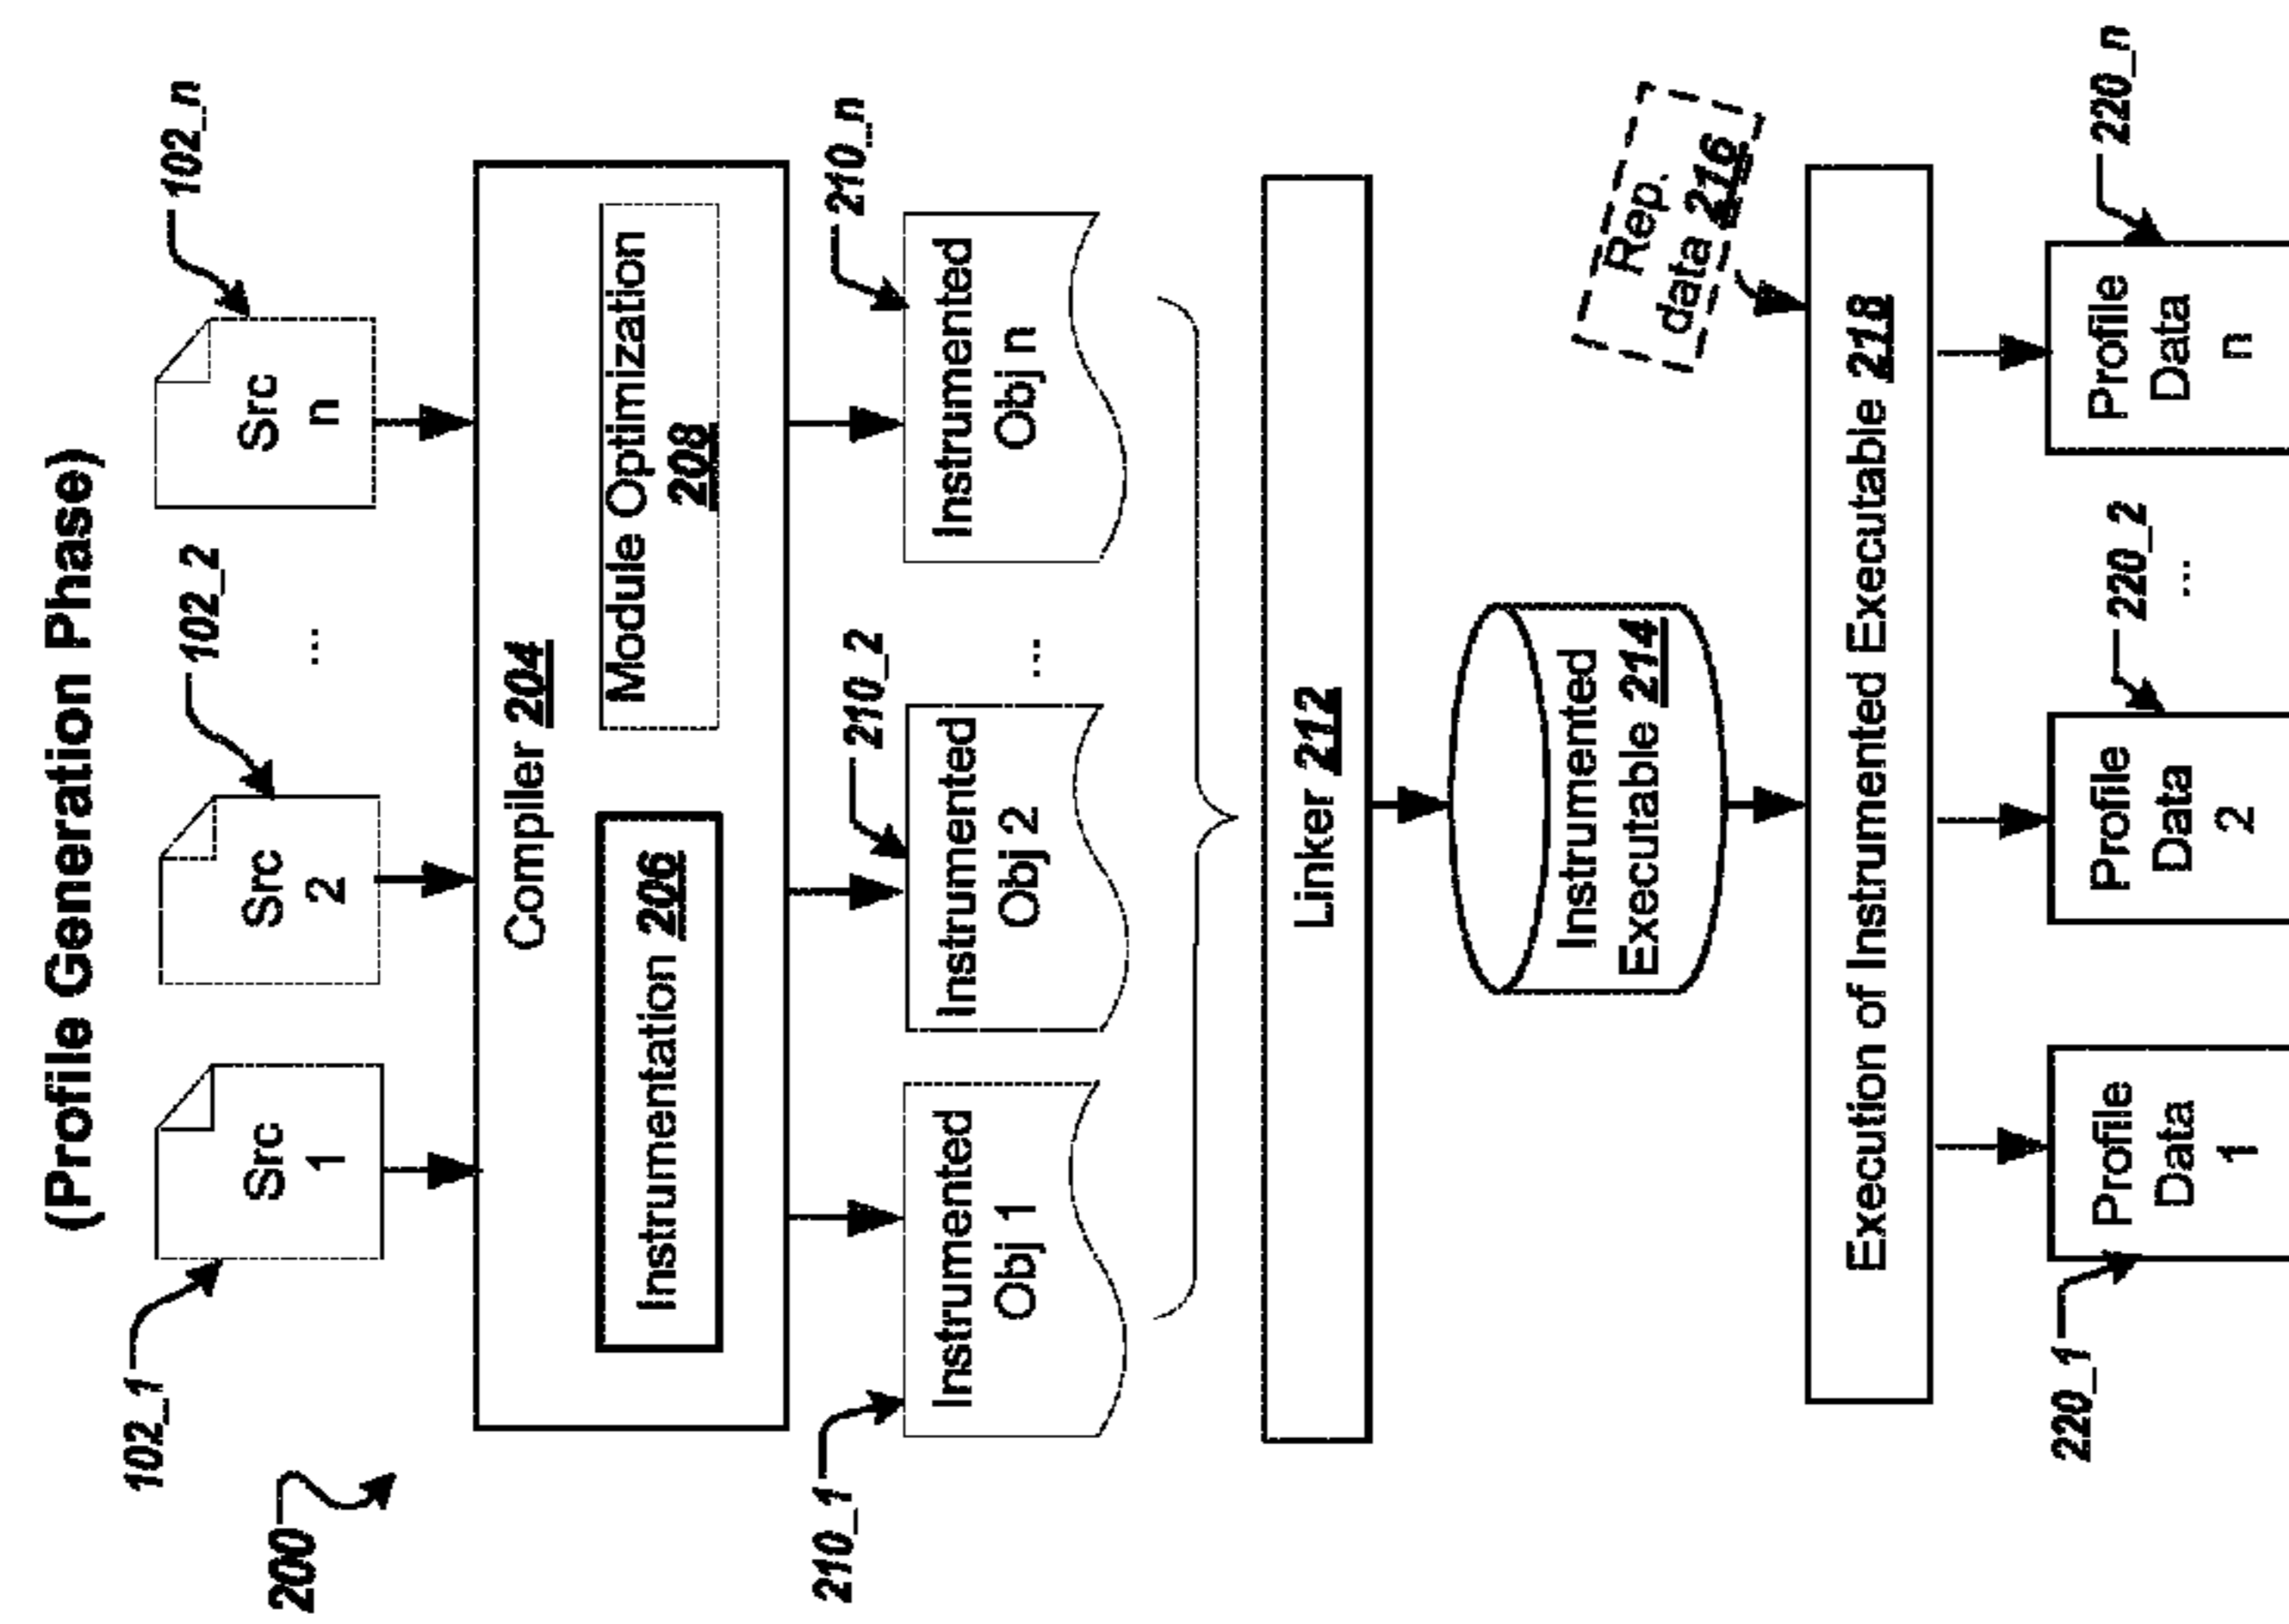 (Profile Generation Phase)
200
102_1
102_2
102_n
Src
1
Src
2
...
Src
n
Compiler 204
Instrumentation 206
Module Optimization
208
210_1
210_2
210_n
Instrumented
Obj 1
Instrumented
Obj 2
...
Instrumented
Obj n
Linker 212
Instrumented
Executable 214
Rep.
data 216
Execution of Instrumented Executable 218
220_1
220_2
220_n
Profile
Data
1
Profile
Data
2
...
Profile
Data
n